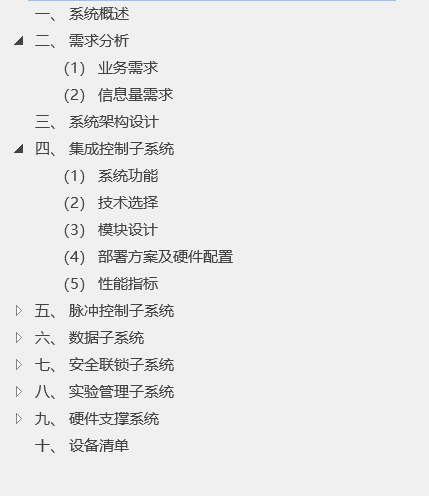 一、 系统概述
二、 需求分析
(1) 业务需求
(2) 信息量需求
三、 系统架构设计
四、 集成控制子系统
(1) 系统功能
(2) 技术选择
(3) 模块设计
(4) 部署方案及硬件配置
(5) 性能指标
五、 脉冲控制子系统
六、 数据子系统
七、 安全联锁子系统
八、 实验管理子系统
九、 硬件支撑系统
十、 设备清单